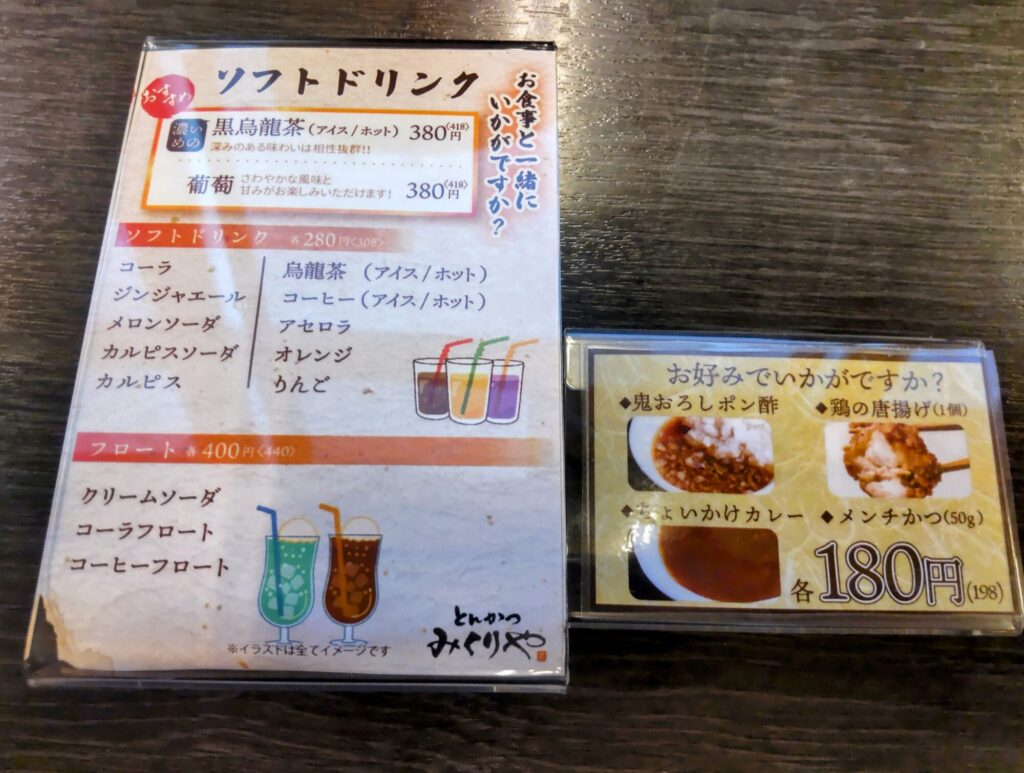 おすすめ
ソフトドリンク
お食事と一緒に
いかがですか？
濃いめの 黒烏龍茶（アイス/ホット） 380円〈418〉
深みのある味わいは相性抜群!!
葡萄 さわやかな風味と
甘みがお楽しみいただけます! 380円〈418〉
ソフトドリンク 各280円〈308〉
コーラ
ジンジャエール
メロンソーダ
カルピスソーダ
カルピス
烏龍茶 （アイス/ホット）
コーヒー（アイス/ホット）
アセロラ
オレンジ
りんご
フロート 各400円〈440〉
クリームソーダ
コーラフロート
コーヒーフロート
※イラストは全てイメージです
とんかつ
みくりや
お好みでいかがですか？
◆鬼おろしポン酢
◆鶏の唐揚げ(1個)
◆ちょいかけカレー
◆メンチかつ(50g)
各180円(198)